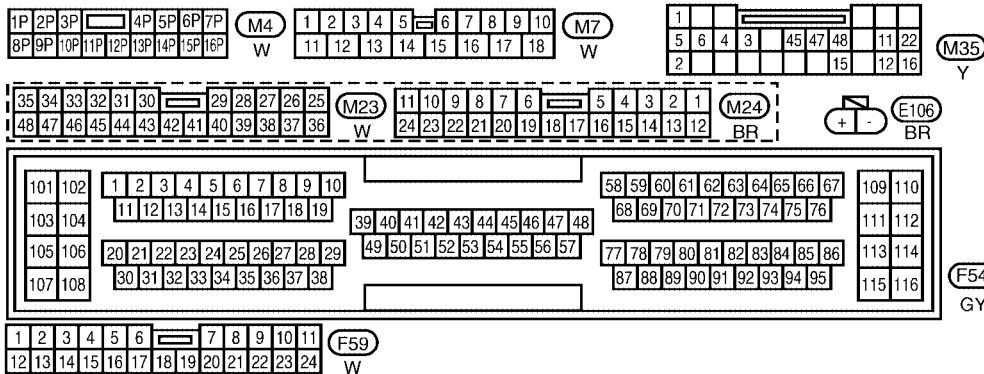 1P 2P 3P 4P 5P 6P 7P
8P 9P 10P 11P 12P 13P 14P 15P 16P
M4
W
1 2 3 4 5 6 7 8 9 10
11 12 13 14 15 16 17 18
M7
W
1
5 6 4 3 45 47 48 11 22
2 15 12 16
M35
Y
35 34 33 32 31 30 29 28 27 26 25
48 47 46 45 44 43 42 41 40 39 38 37 36
M23
W
11 10 9 8 7 6 5 4 3 2 1
24 23 22 21 20 19 18 17 16 15 14 13 12
M24
BR
+ -
E106
BR
101 102
103 104
105 106
107 108
1 2 3 4 5 6 7 8 9 10
11 12 13 14 15 16 17 18 19
20 21 22 23 24 25 26 27 28 29
30 31 32 33 34 35 36 37 38
39 40 41 42 43 44 45 46 47 48
49 50 51 52 53 54 55 56 57
58 59 60 61 62 63 64 65 66 67
68 69 70 71 72 73 74 75 76
77 78 79 80 81 82 83 84 85 86
87 88 89 90 91 92 93 94 95
109 110
111 112
113 114
115 116
F54
GY
1 2 3 4 5 6 7 8 9 10 11
12 13 14 15 16 17 18 19 20 21 22 23 24
F59
W